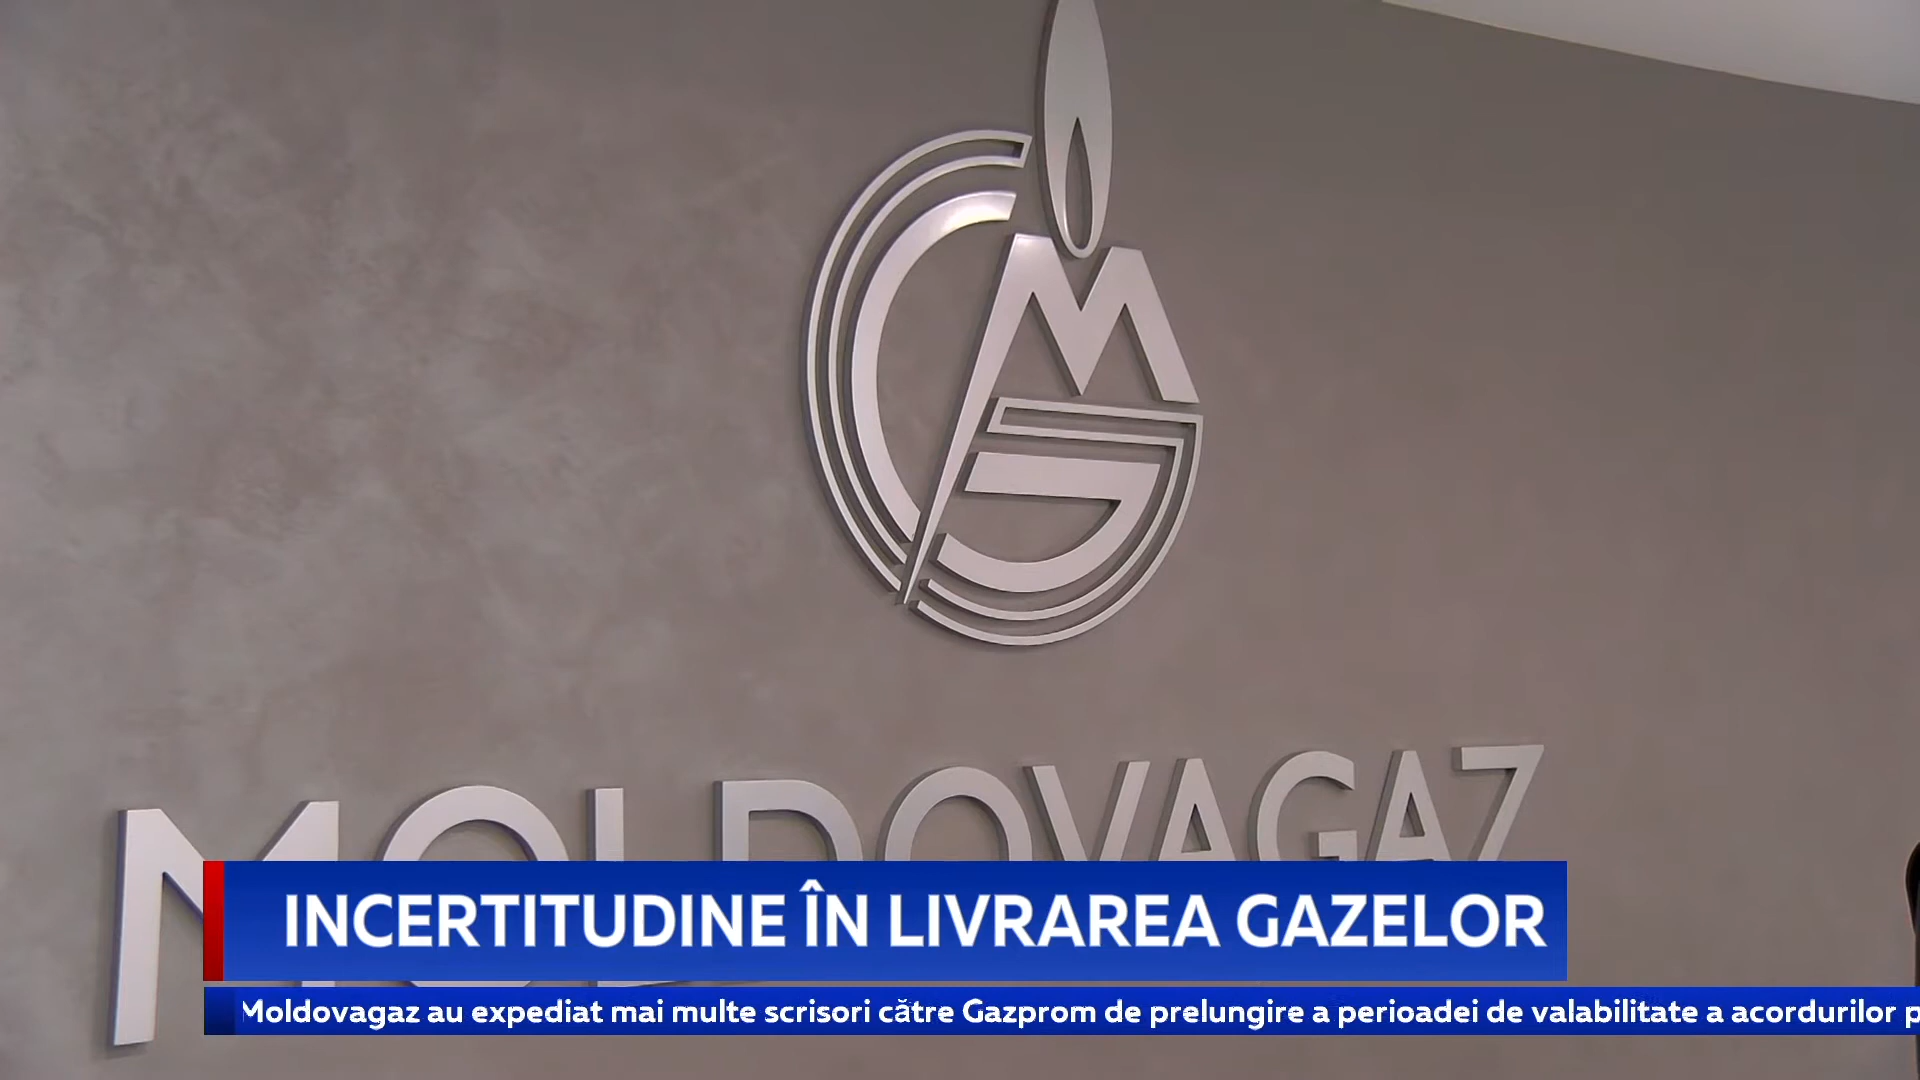 MOLDOVAGAZ
INCERTITUDINE ÎN LIVRAREA GAZELOR
Moldovagaz au expediat mai multe scrisori către Gazprom de prelungire a perioadei de valabilitate a acordurilor p